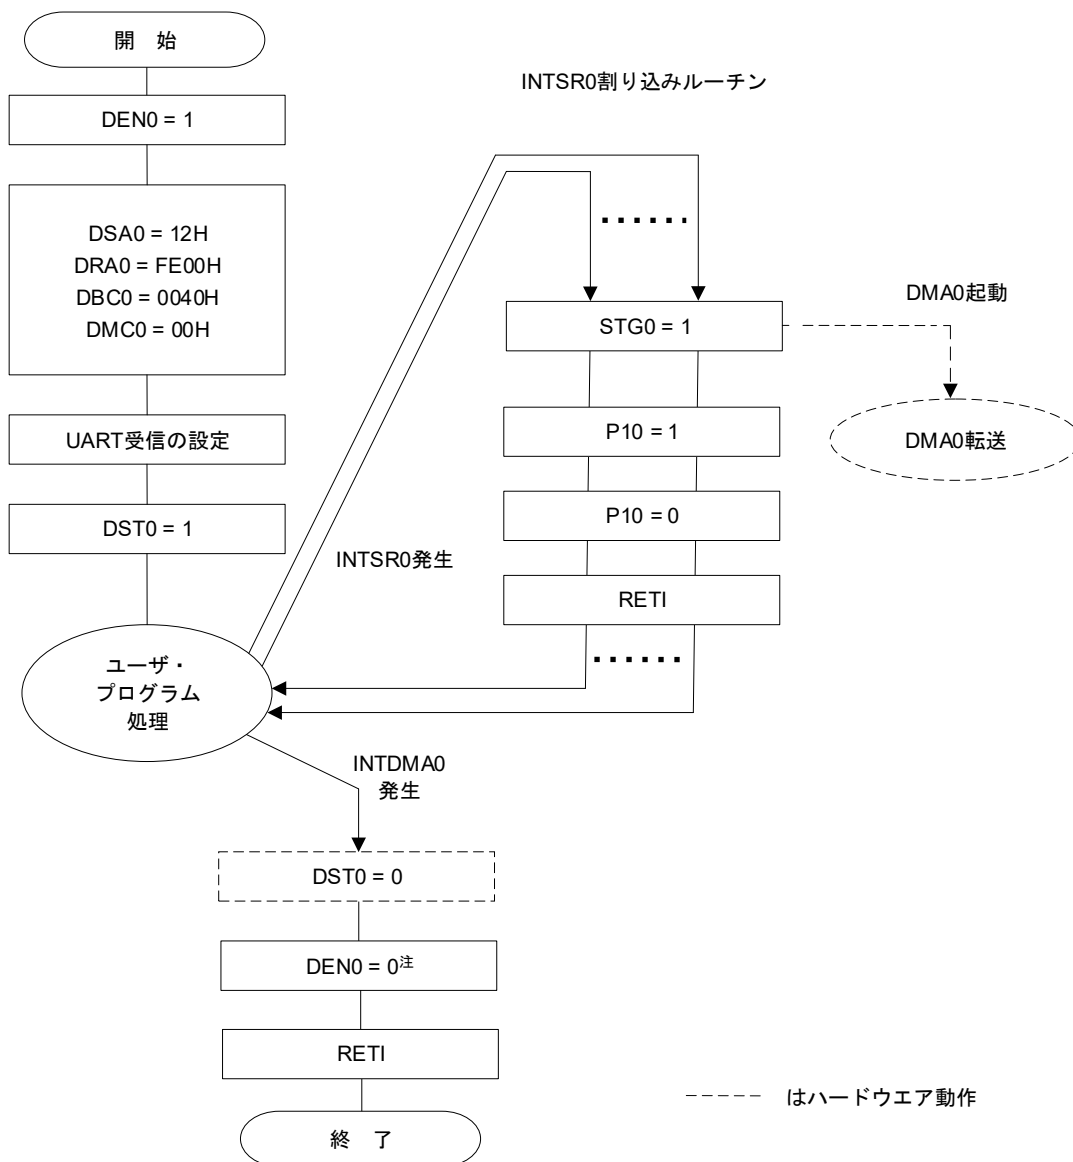 開 始
DEN0 = 1
DSA0 = 12H
DRA0 = FE00H
DBC0 = 0040H
DMC0 = 00H
UART受信の設定
DST0 = 1
ユーザ・
プログラム
処理
INTSR0発生
INTSR0割り込みルーチン
STG0 = 1
P10 = 1
P10 = 0
RETI
DMA0起動
DMA0転送
INTDMA0
発生
DST0 = 0
DEN0 = 0注
RETI
終 了
はハードウエア動作